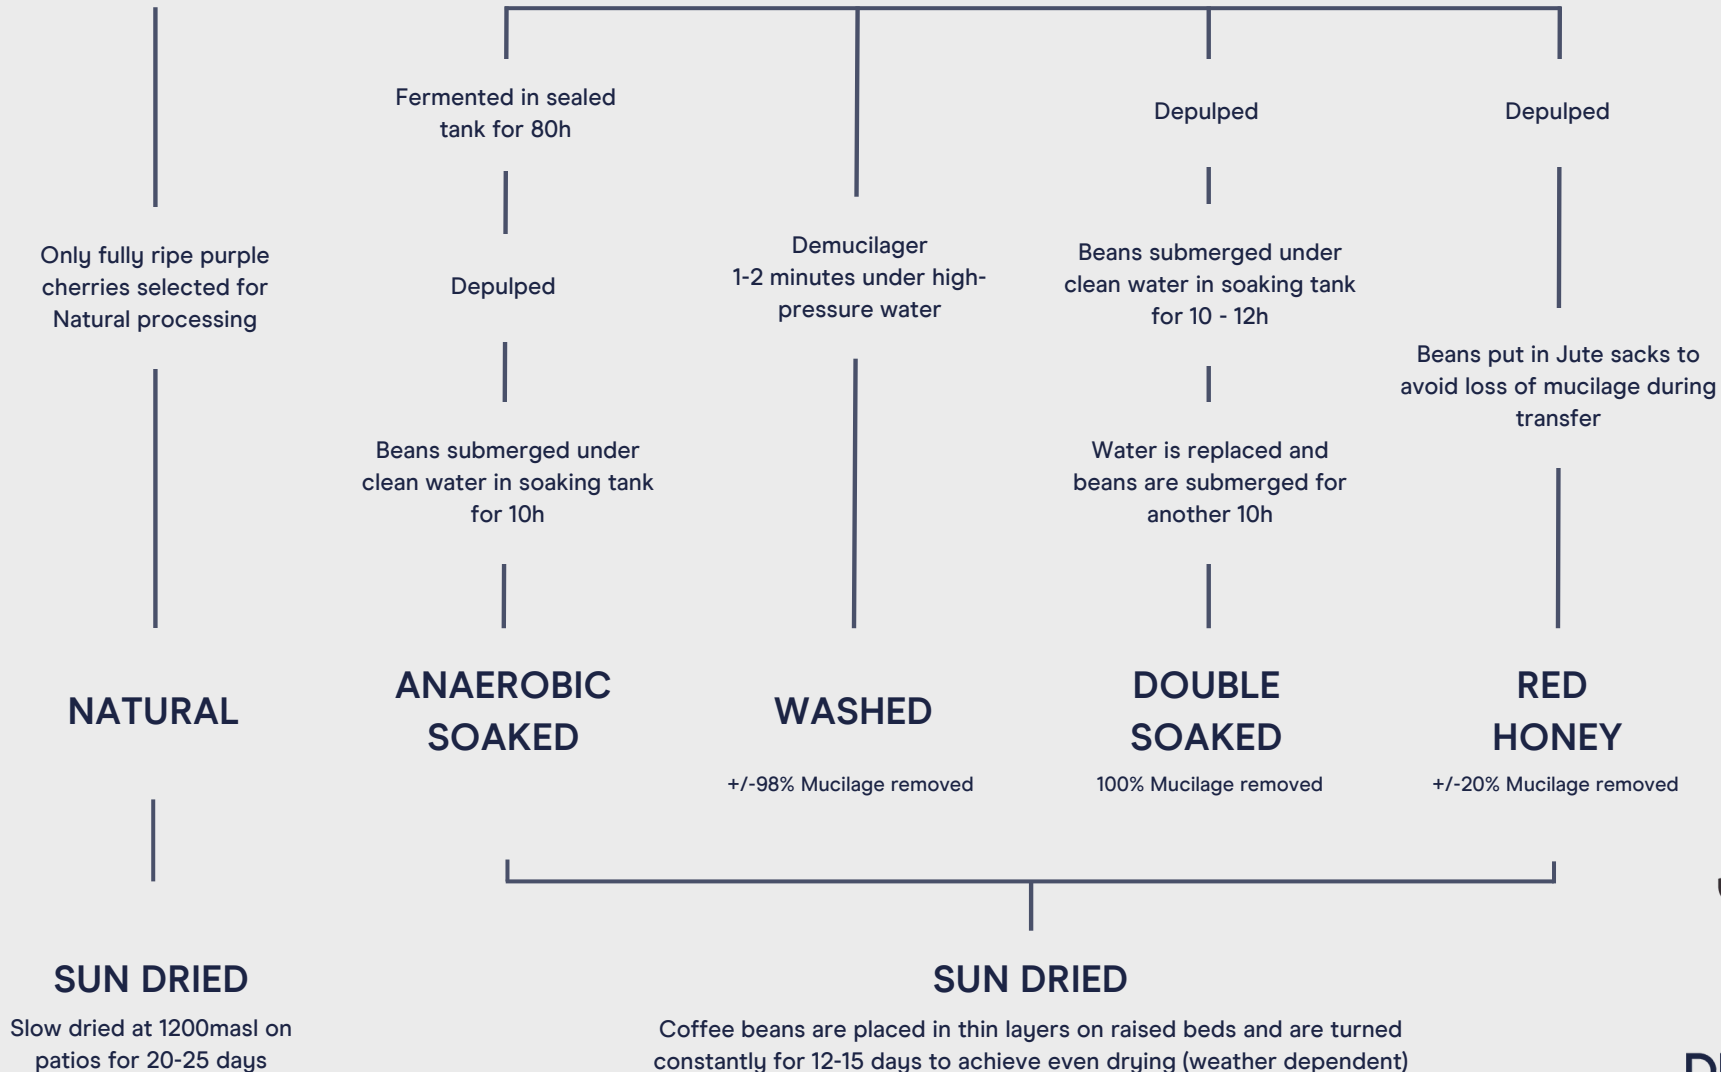 Only fully ripe purple
cherries selected for
Natural processing
NATURAL
SUN DRIED
Slow dried at 1200masl on
patios for 20-25 days
Fermented in sealed
tank for 80h
Depulped
Beans submerged under
clean water in soaking tank
for 10h
ANAEROBIC
SOAKED
Demucilager
1-2 minutes under high-
pressure water
WASHED
+/-98% Mucilage removed
Depulped
Beans submerged under
clean water in soaking tank
for 10 - 12h
Water is replaced and
beans are submerged for
another 10h
DOUBLE
SOAKED
100% Mucilage removed
Depulped
Beans put in Jute sacks to
avoid loss of mucilage during
transfer
RED
HONEY
+/-20% Mucilage removed
SUN DRIED
Coffee beans are placed in thin layers on raised beds and are turned
constantly for 12-15 days to achieve even drying (weather dependent)